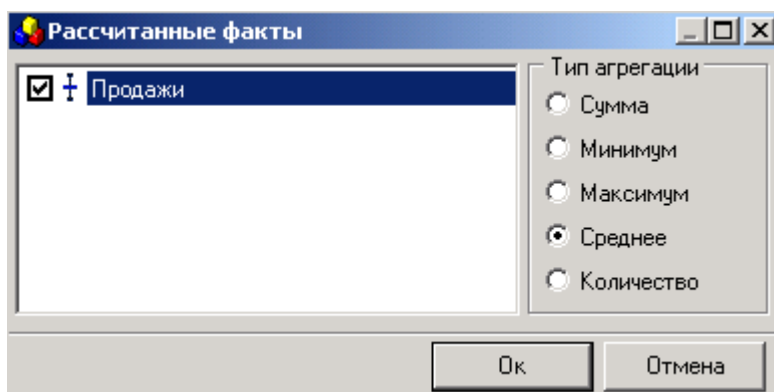 Рассчитанные факты
Продажи
Тип агрегации
Сумма
Минимум
Максимум
Среднее
Количество
Ок
Отмена